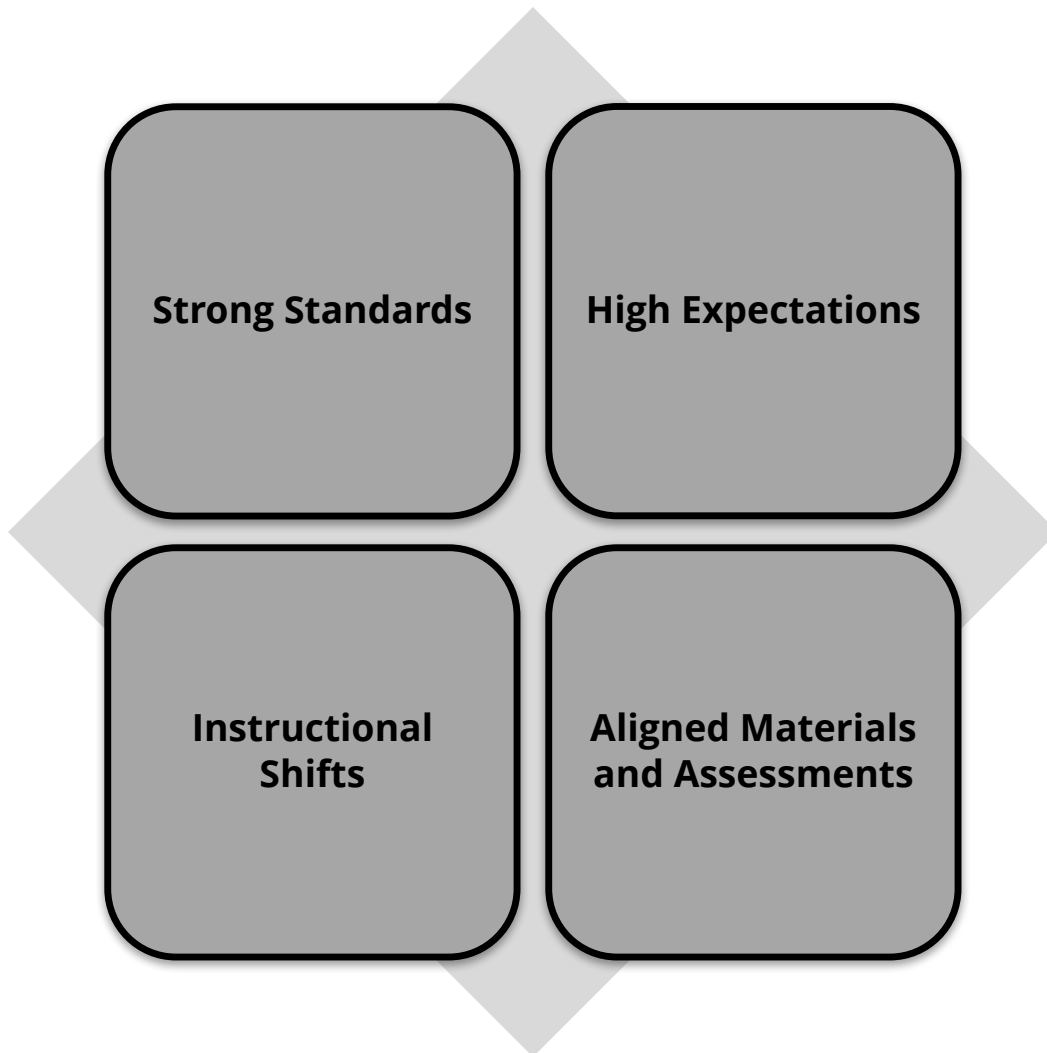 Strong Standards
High Expectations
Instructional
Shifts
Aligned Materials
and Assessments